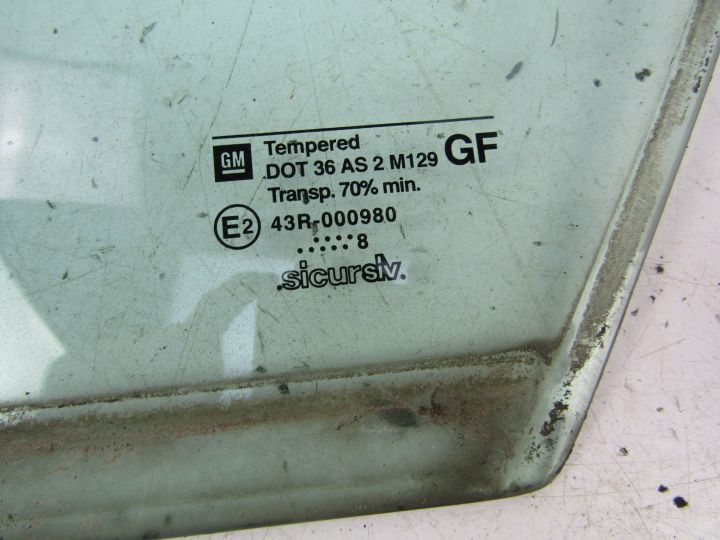 GM Tempered
DOT 36 AS 2 M129 GF
Transp. 70% min.
E2 43R-000980
8
sicursiv.